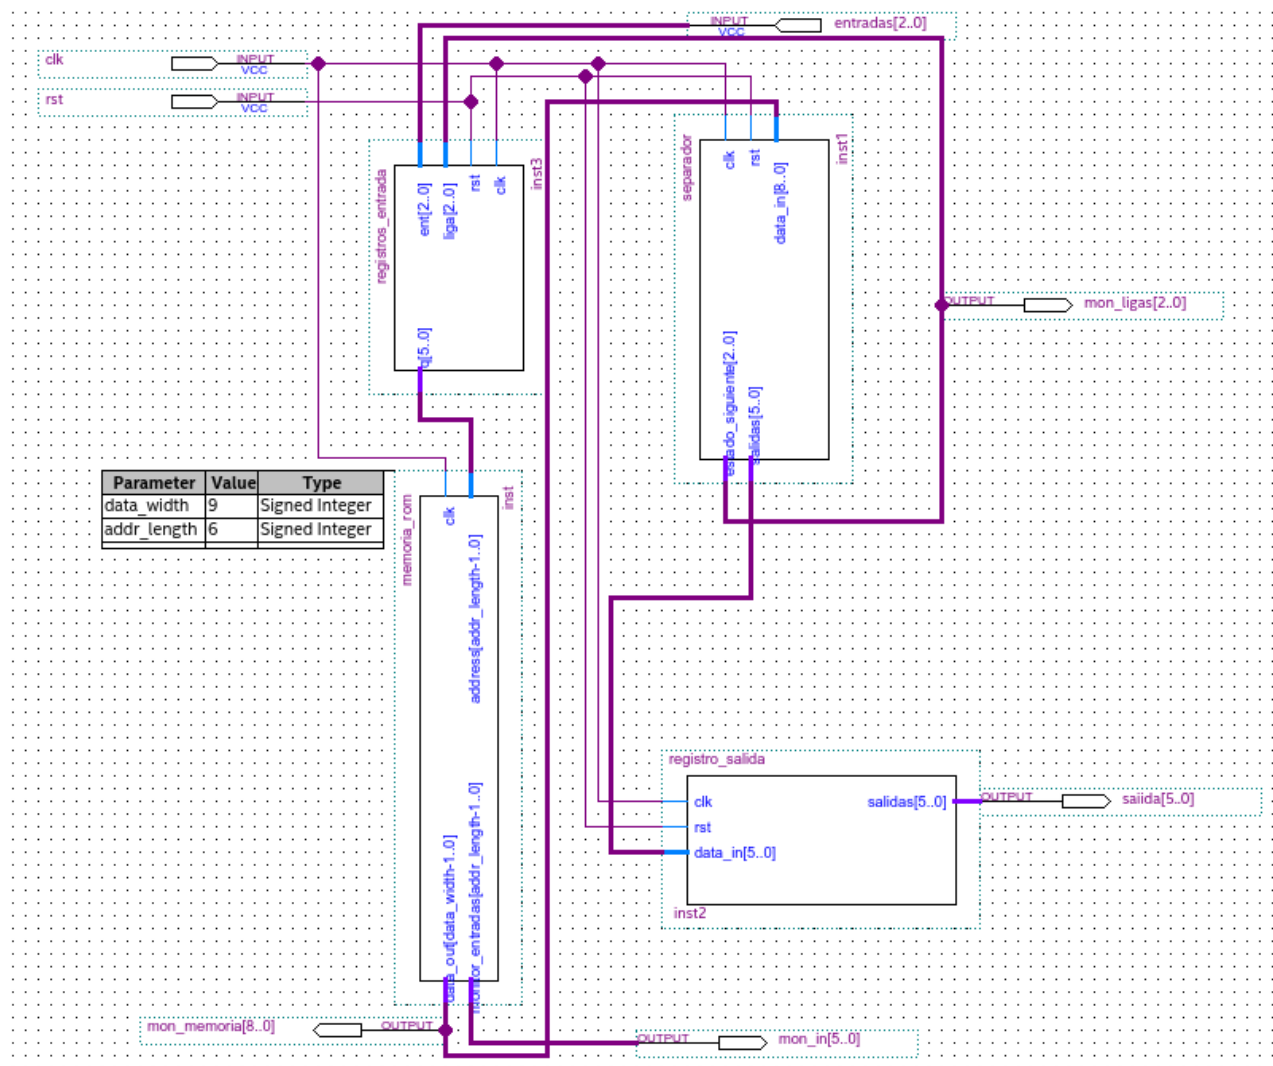 INPUT
VCC
entradas[2..0]
clk
INPUT
VCC
rst
INPUT
VCC
registros_entrada
inst3
ent[2..0]
liga[2..0]
rst
clk
q[5..0]
separador
inst1
clk
rst
data_in[8..0]
estado_siguiente[2..0]
salidas[5..0]
OUTPUT
mon_ligas[2..0]
Parameter Value Type
data_width 9 Signed Integer
addr_length 6 Signed Integer
memoria_rom
inst
clk
address[addr_length-1..0]
data_out[data_width-1..0]
monitor_entradas[addr_length-1..0]
registro_salida
clk
rst
data_in[5..0]
salidas[5..0]
inst2
OUTPUT
salida[5..0]
mon_memoria[8..0]
OUTPUT
OUTPUT
mon_in[5..0]